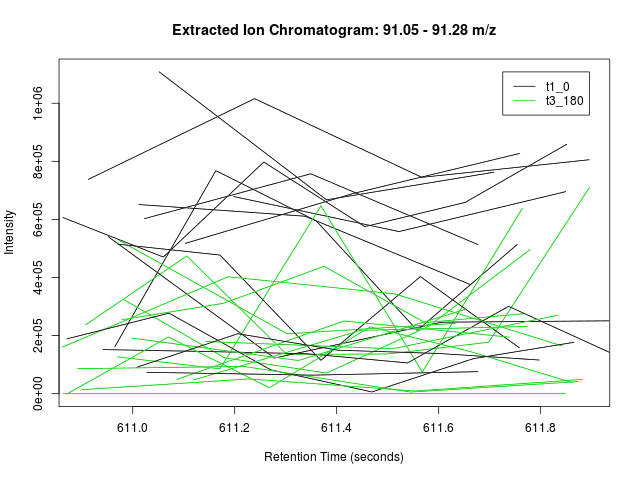 Extracted Ion Chromatogram: 91.05 - 91.28 m/z
t1_0
t3_180
1e+06
8e+05
6e+05
4e+05
2e+05
0e+00
Intensity
611.0 611.2 611.4 611.6 611.8
Retention Time (seconds)